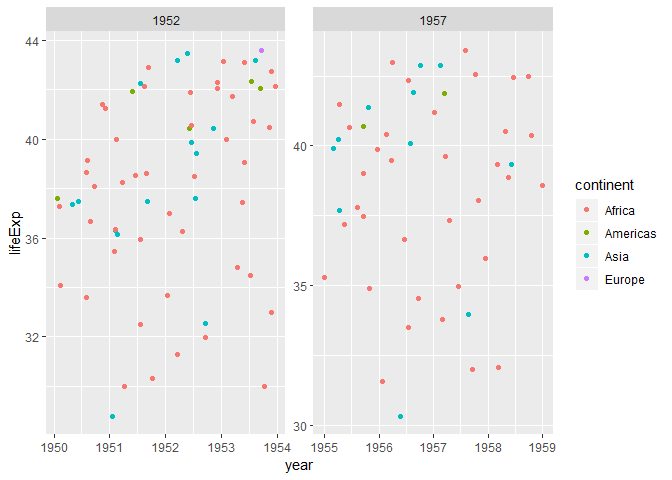 1952
1957
lifeExp
44
40
36
32
40
35
30
1950 1951 1952 1953 1954
1955 1956 1957 1958 1959
year
continent
Africa
Americas
Asia
Europe